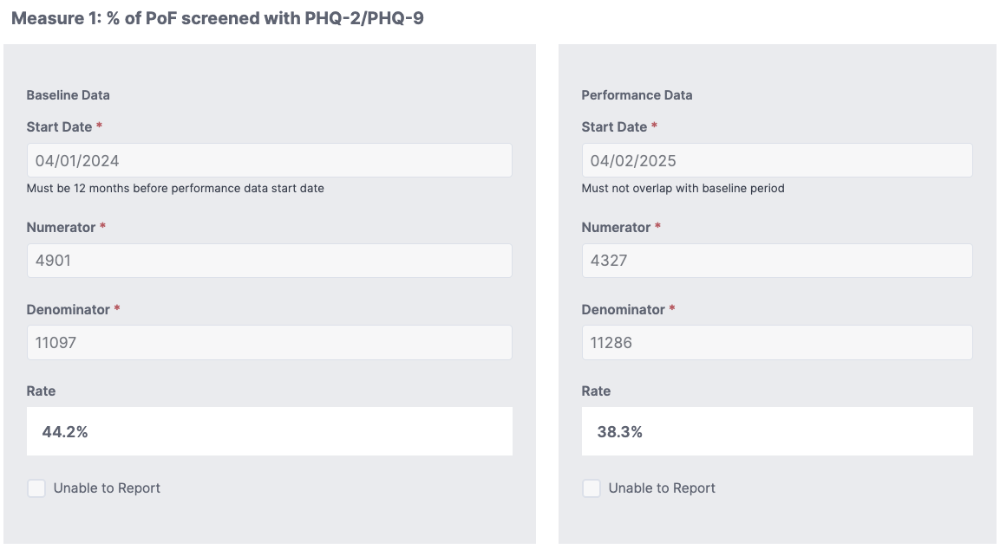 Measure 1: % of PoF screened with PHQ-2/PHQ-9
Baseline Data
Start Date *
04/01/2024
Must be 12 months before performance data start date
Numerator *
4901
Denominator *
11097
Rate
44.2%
Unable to Report
Performance Data
Start Date *
04/02/2025
Must not overlap with baseline period
Numerator *
4327
Denominator *
11286
Rate
38.3%
Unable to Report